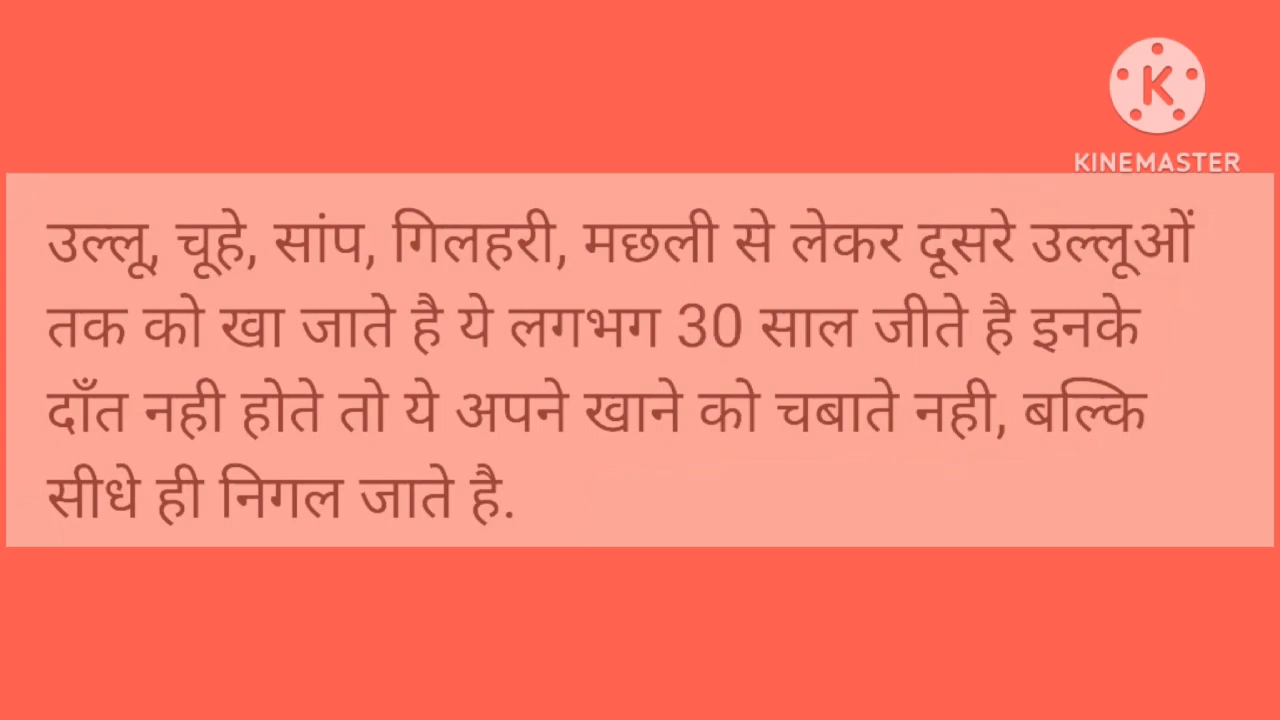 KINEMASTER
उल्लू, चूहे, सांप, गिलहरी, मछली से लेकर दूसरे उल्लूओं
तक को खा जाते है ये लगभग 30 साल जीते है इनके
दाँत नही होते तो ये अपने खाने को चबाते नही, बल्कि
सीधे ही निगल जाते है.